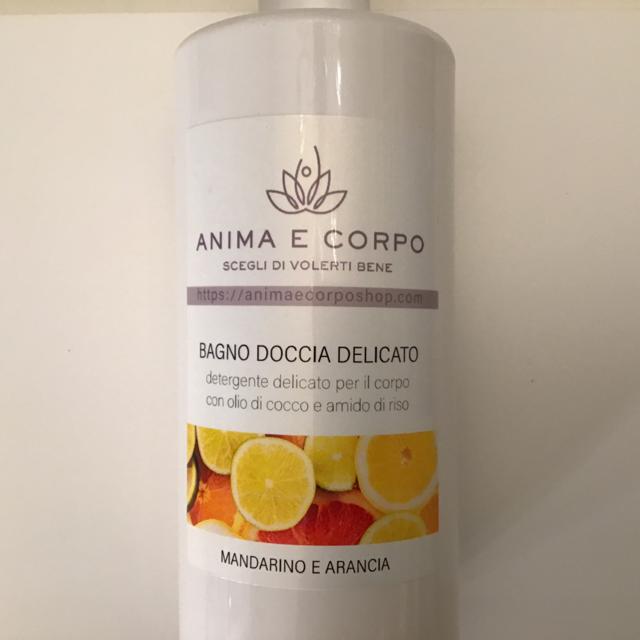 ANIMA E CORPO
SCEGLI DI VOLERTI BENE
https://animaecorposhop.com
BAGNO DOCCIA DELICATO
detergente delicato per il corpo
con olio di cocco e amido di riso
MANDARINO E ARANCIA